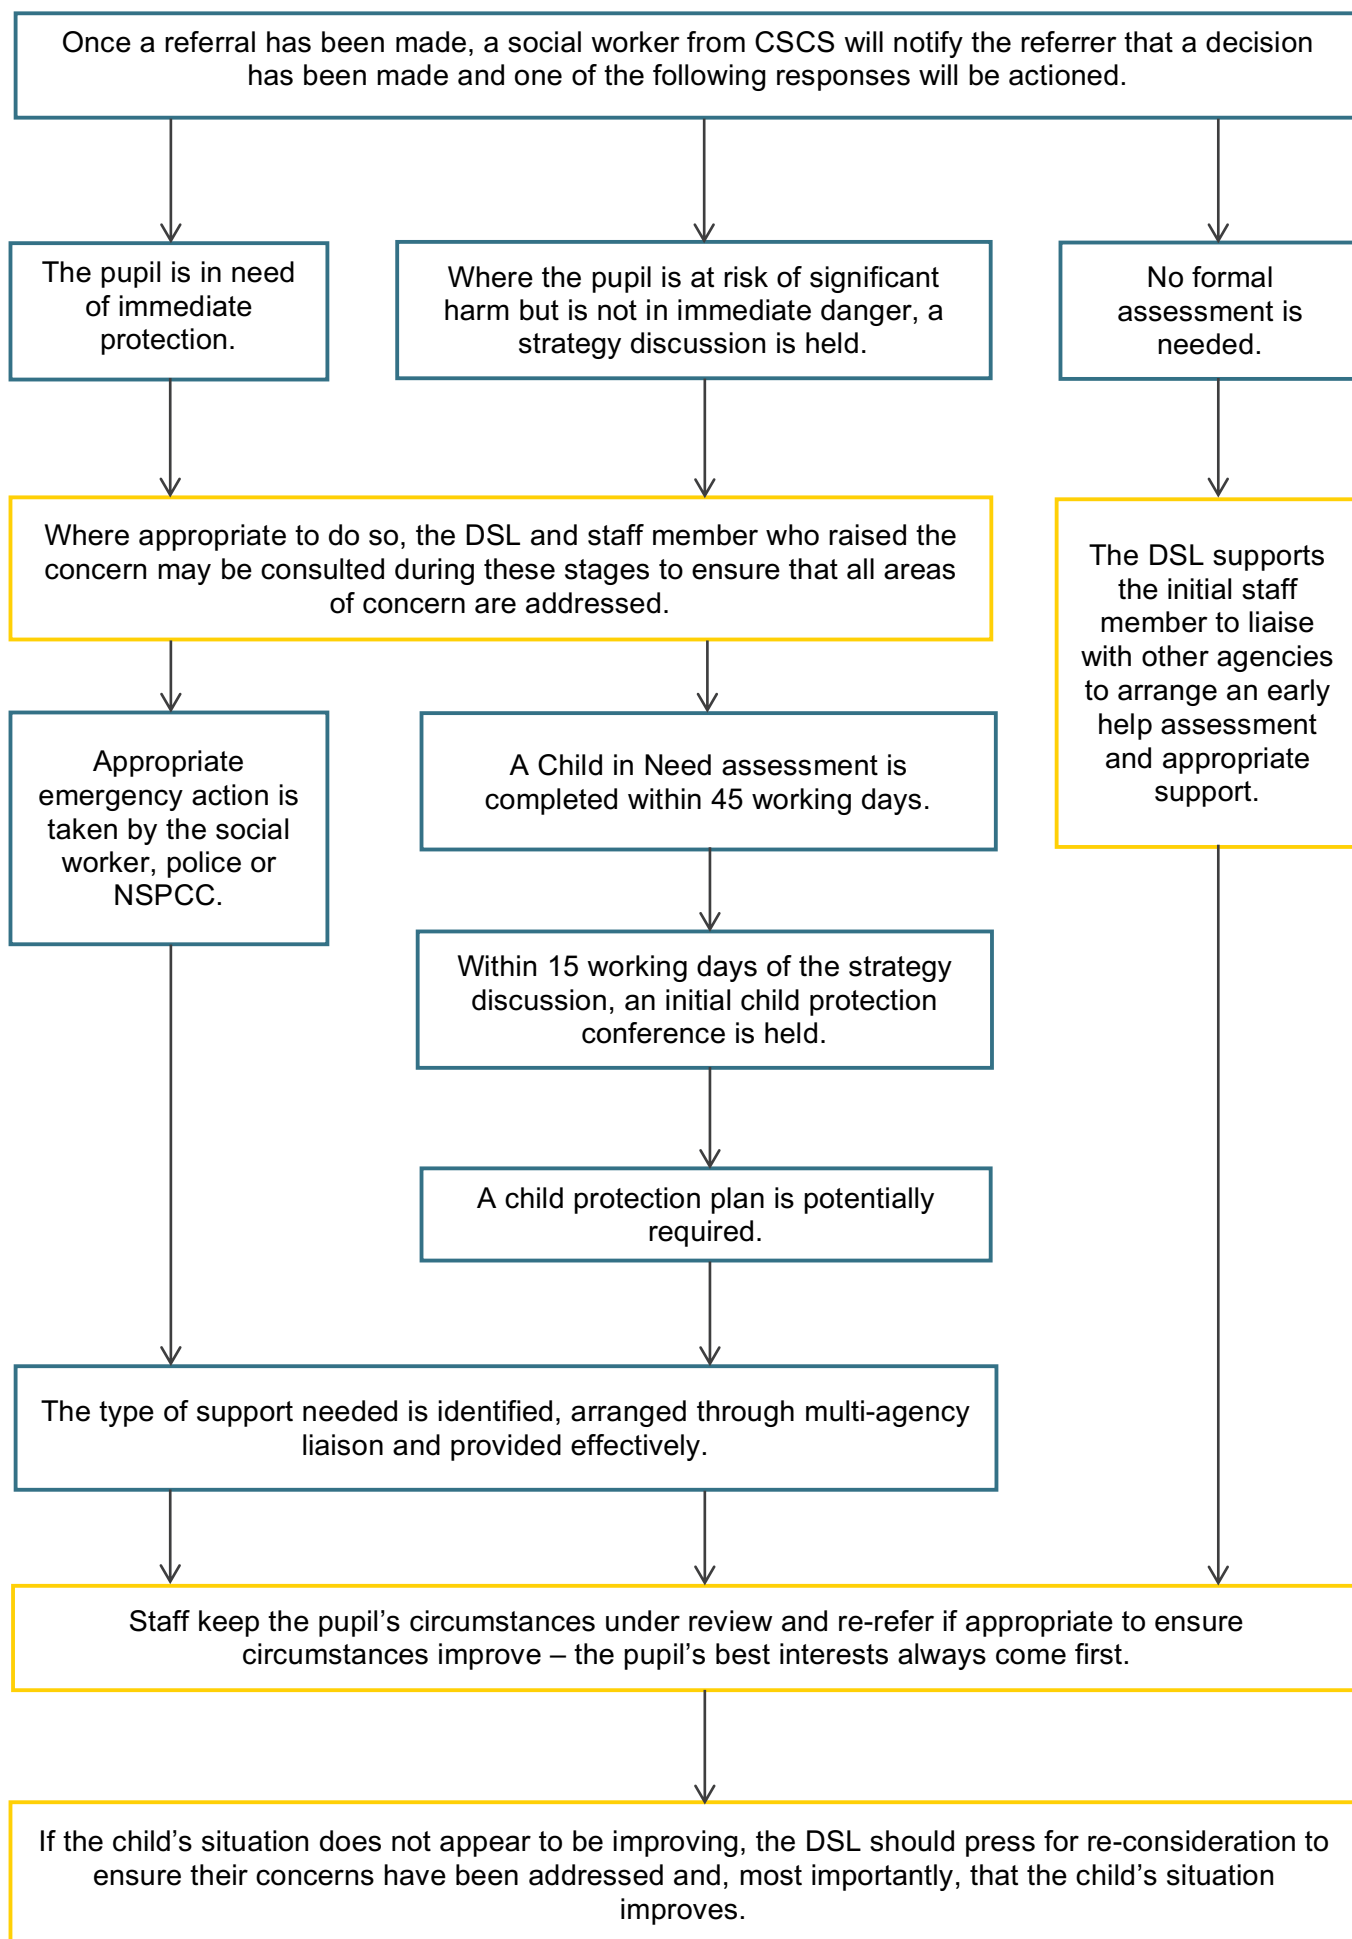 Once a referral has been made, a social worker from CSCS will notify the referrer that a decision
has been made and one of the following responses will be actioned.
The pupil is in need
of immediate
protection.
Where the pupil is at risk of significant
harm but is not in immediate danger, a
strategy discussion is held.
No formal
assessment is
needed.
Where appropriate to do so, the DSL and staff member who raised the
concern may be consulted during these stages to ensure that all areas
of concern are addressed.
The DSL supports
the initial staff
member to liaise
with other agencies
to arrange an early
help assessment
and appropriate
support.
Appropriate
emergency action is
taken by the social
worker, police or
NSPCC.
A Child in Need assessment is
completed within 45 working days.
Within 15 working days of the strategy
discussion, an initial child protection
conference is held.
A child protection plan is potentially
required.
The type of support needed is identified, arranged through multi-agency
liaison and provided effectively.
Staff keep the pupil’s circumstances under review and re-refer if appropriate to ensure
circumstances improve – the pupil’s best interests always come first.
If the child’s situation does not appear to be improving, the DSL should press for re-consideration to
ensure their concerns have been addressed and, most importantly, that the child’s situation
improves.